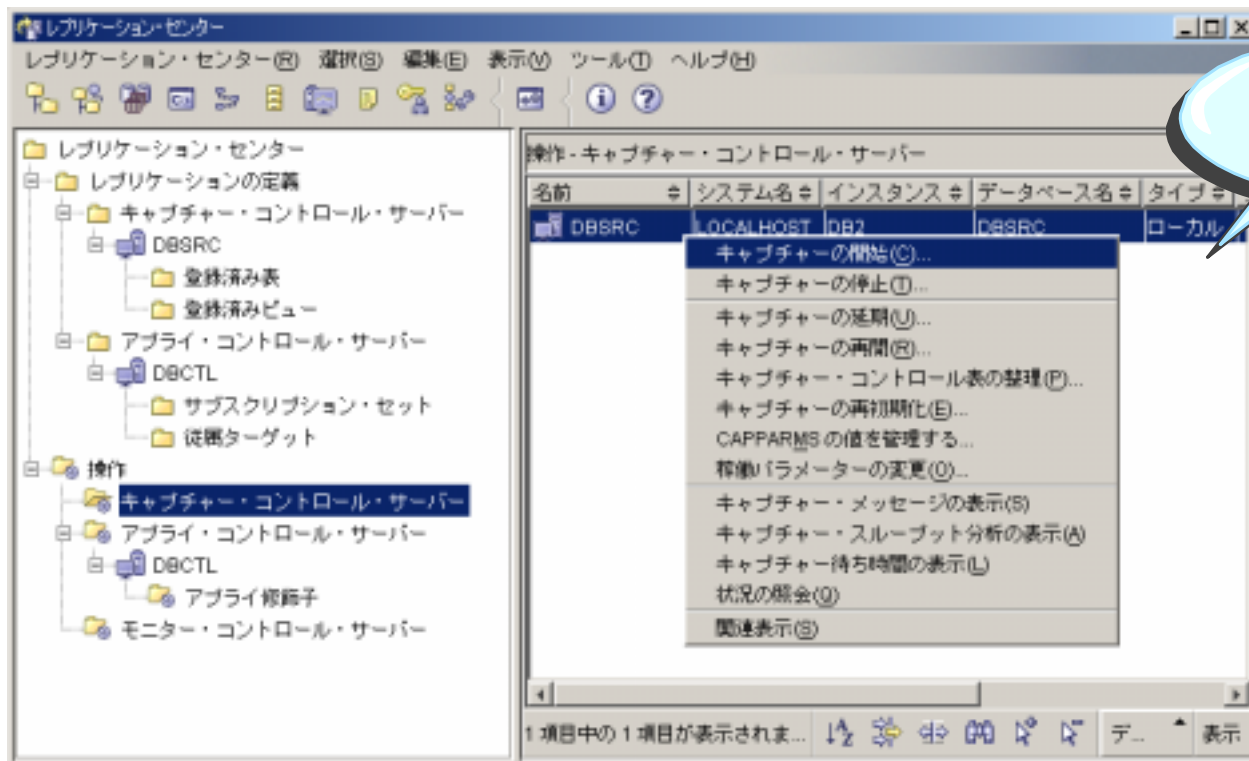 レプリケーション・センター
レプリケーション・センター(R) 選択(S) 編集(E) 表示(V) ツール(T) ヘルプ(H)
レプリケーション・センター
レプリケーションの定義
キャプチャー・コントロール・サーバー
DBSRC
登録済み表
登録済みビュー
アプライ・コントロール・サーバー
DBCTL
サブスクリプション・セット
従属ターゲット
操作
キャプチャー・コントロール・サーバー
アプライ・コントロール・サーバー
DBCTL
アプライ修飾子
モニター・コントロール・サーバー
操作 - キャプチャー・コントロール・サーバー
名前 システム名 インスタンス データベース名 タイプ
DBSRC LOCALHOST DB2 DBSRC ローカル
キャプチャーの開始(C)...
キャプチャーの停止(T)...
キャプチャーの延期(U)...
キャプチャーの再開(R)...
キャプチャー・コントロール表の整理(P)...
キャプチャーの再初期化(E)...
CAPPARMS の値を管理する...
稼働パラメーターの変更(O)...
キャプチャー・メッセージの表示(S)
キャプチャー・スループット分析の表示(A)
キャプチャー待ち時間の表示(L)
状況の照会(Q)
関連表示(S)
1 項目中の 1 項目が表示されま... デ... 表示